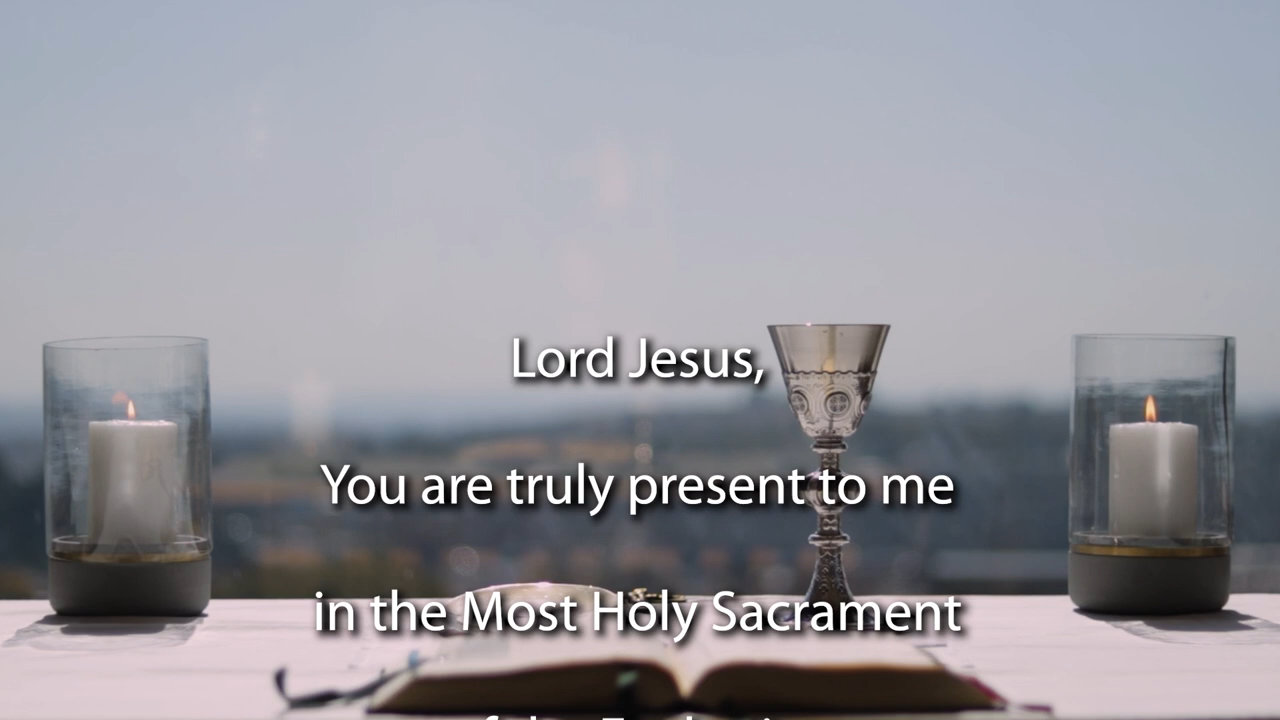 Lord Jesus,
You are truly present to me
in the Most Holy Sacrament